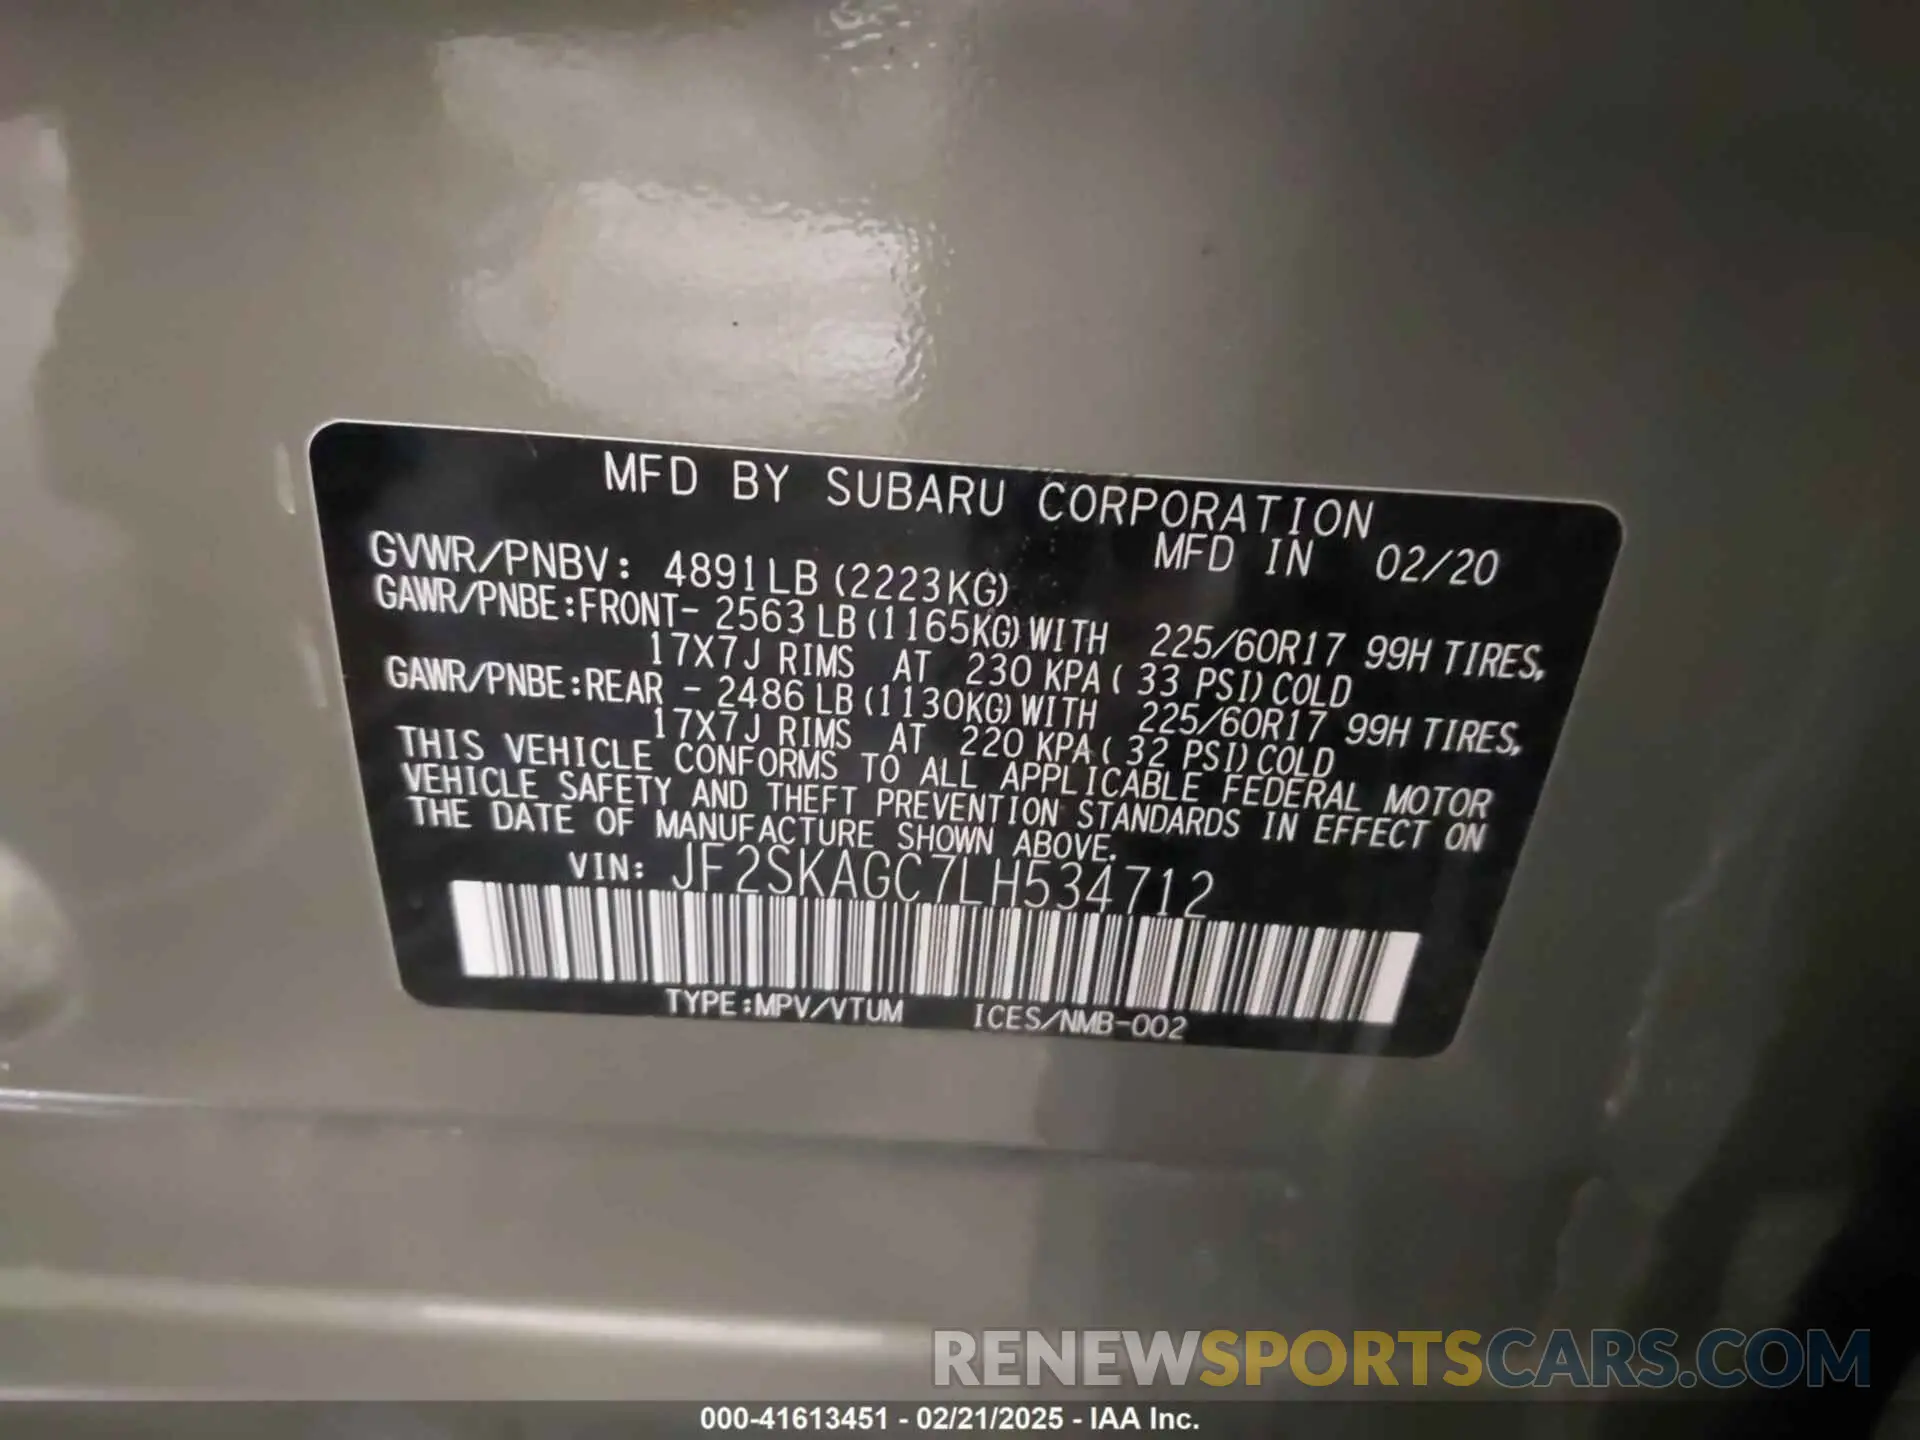 MFD BY SUBARU CORPORATION
MFD IN 02/20
GVWR/PNBV: 4891LB (2223KG)
GAWR/PNBE:FRONT- 2563 LB (1165KG) WITH 225/60R17 99H TIRES,
17X7J RIMS AT 230 KPA ( 33 PSI) COLD
GAWR/PNBE:REAR - 2486 LB (1130KG) WITH 225/60R17 99H TIRES,
17X7J RIMS AT 220 KPA ( 32 PSI) COLD
THIS VEHICLE CONFORMS TO ALL APPLICABLE FEDERAL MOTOR
VEHICLE SAFETY AND THEFT PREVENTION STANDARDS IN EFFECT ON
THE DATE OF MANUFACTURE SHOWN ABOVE.
VIN: JF2SKAGC7LH534712
TYPE:MPV/VTUM ICES/NMB-002
RENEWSPORTSCARS.COM
000-41613451 - 02/21/2025 - IAA Inc.